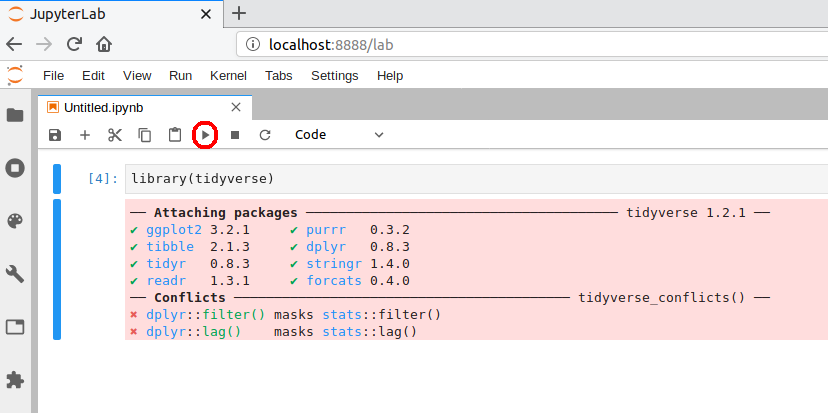 JupyterLab
localhost:8888/lab
File Edit View Run Kernel Tabs Settings Help
Untitled.ipynb
Code
[4]: library(tidyverse)
── Attaching packages ─────────────────────────────────────── tidyverse 1.2.1 ──
✔ ggplot2 3.2.1 ✔ purrr 0.3.2
✔ tibble 2.1.3 ✔ dplyr 0.8.3
✔ tidyr 0.8.3 ✔ stringr 1.4.0
✔ readr 1.3.1 ✔ forcats 0.4.0
── Conflicts ────────────────────────────────────────── tidyverse_conflicts() ──
✖ dplyr::filter() masks stats::filter()
✖ dplyr::lag() masks stats::lag()